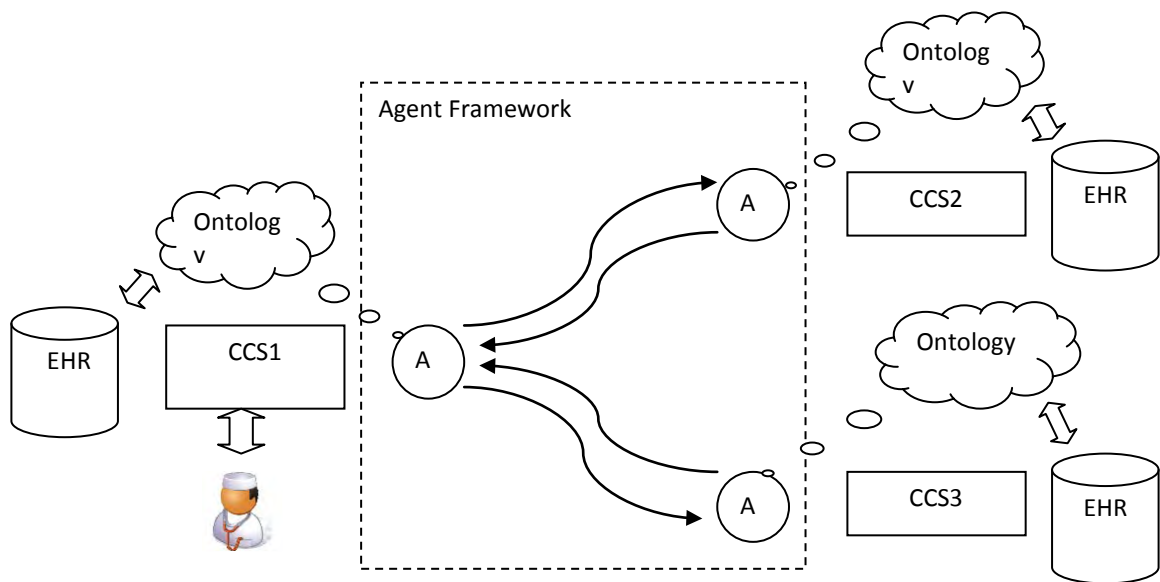 Ontolog
v
Agent Framework
EHR
A
CCS2
Ontolog
v
EHR
CCS1
A
Ontology
A
CCS3
EHR